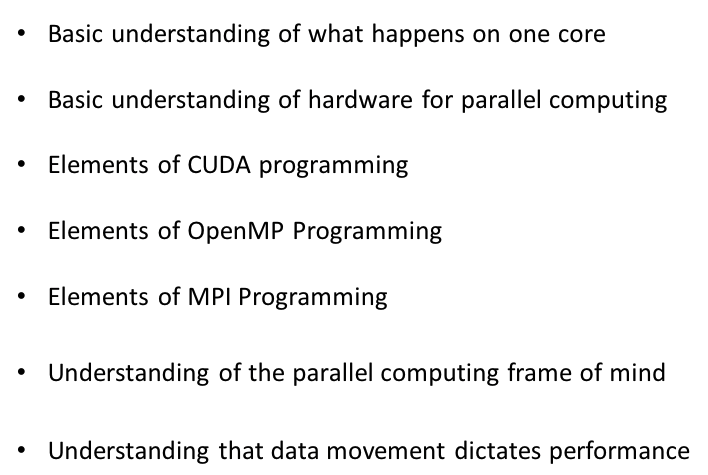 • Basic understanding of what happens on one core
• Basic understanding of hardware for parallel computing
• Elements of CUDA programming
• Elements of OpenMP Programming
• Elements of MPI Programming
• Understanding of the parallel computing frame of mind
• Understanding that data movement dictates performance